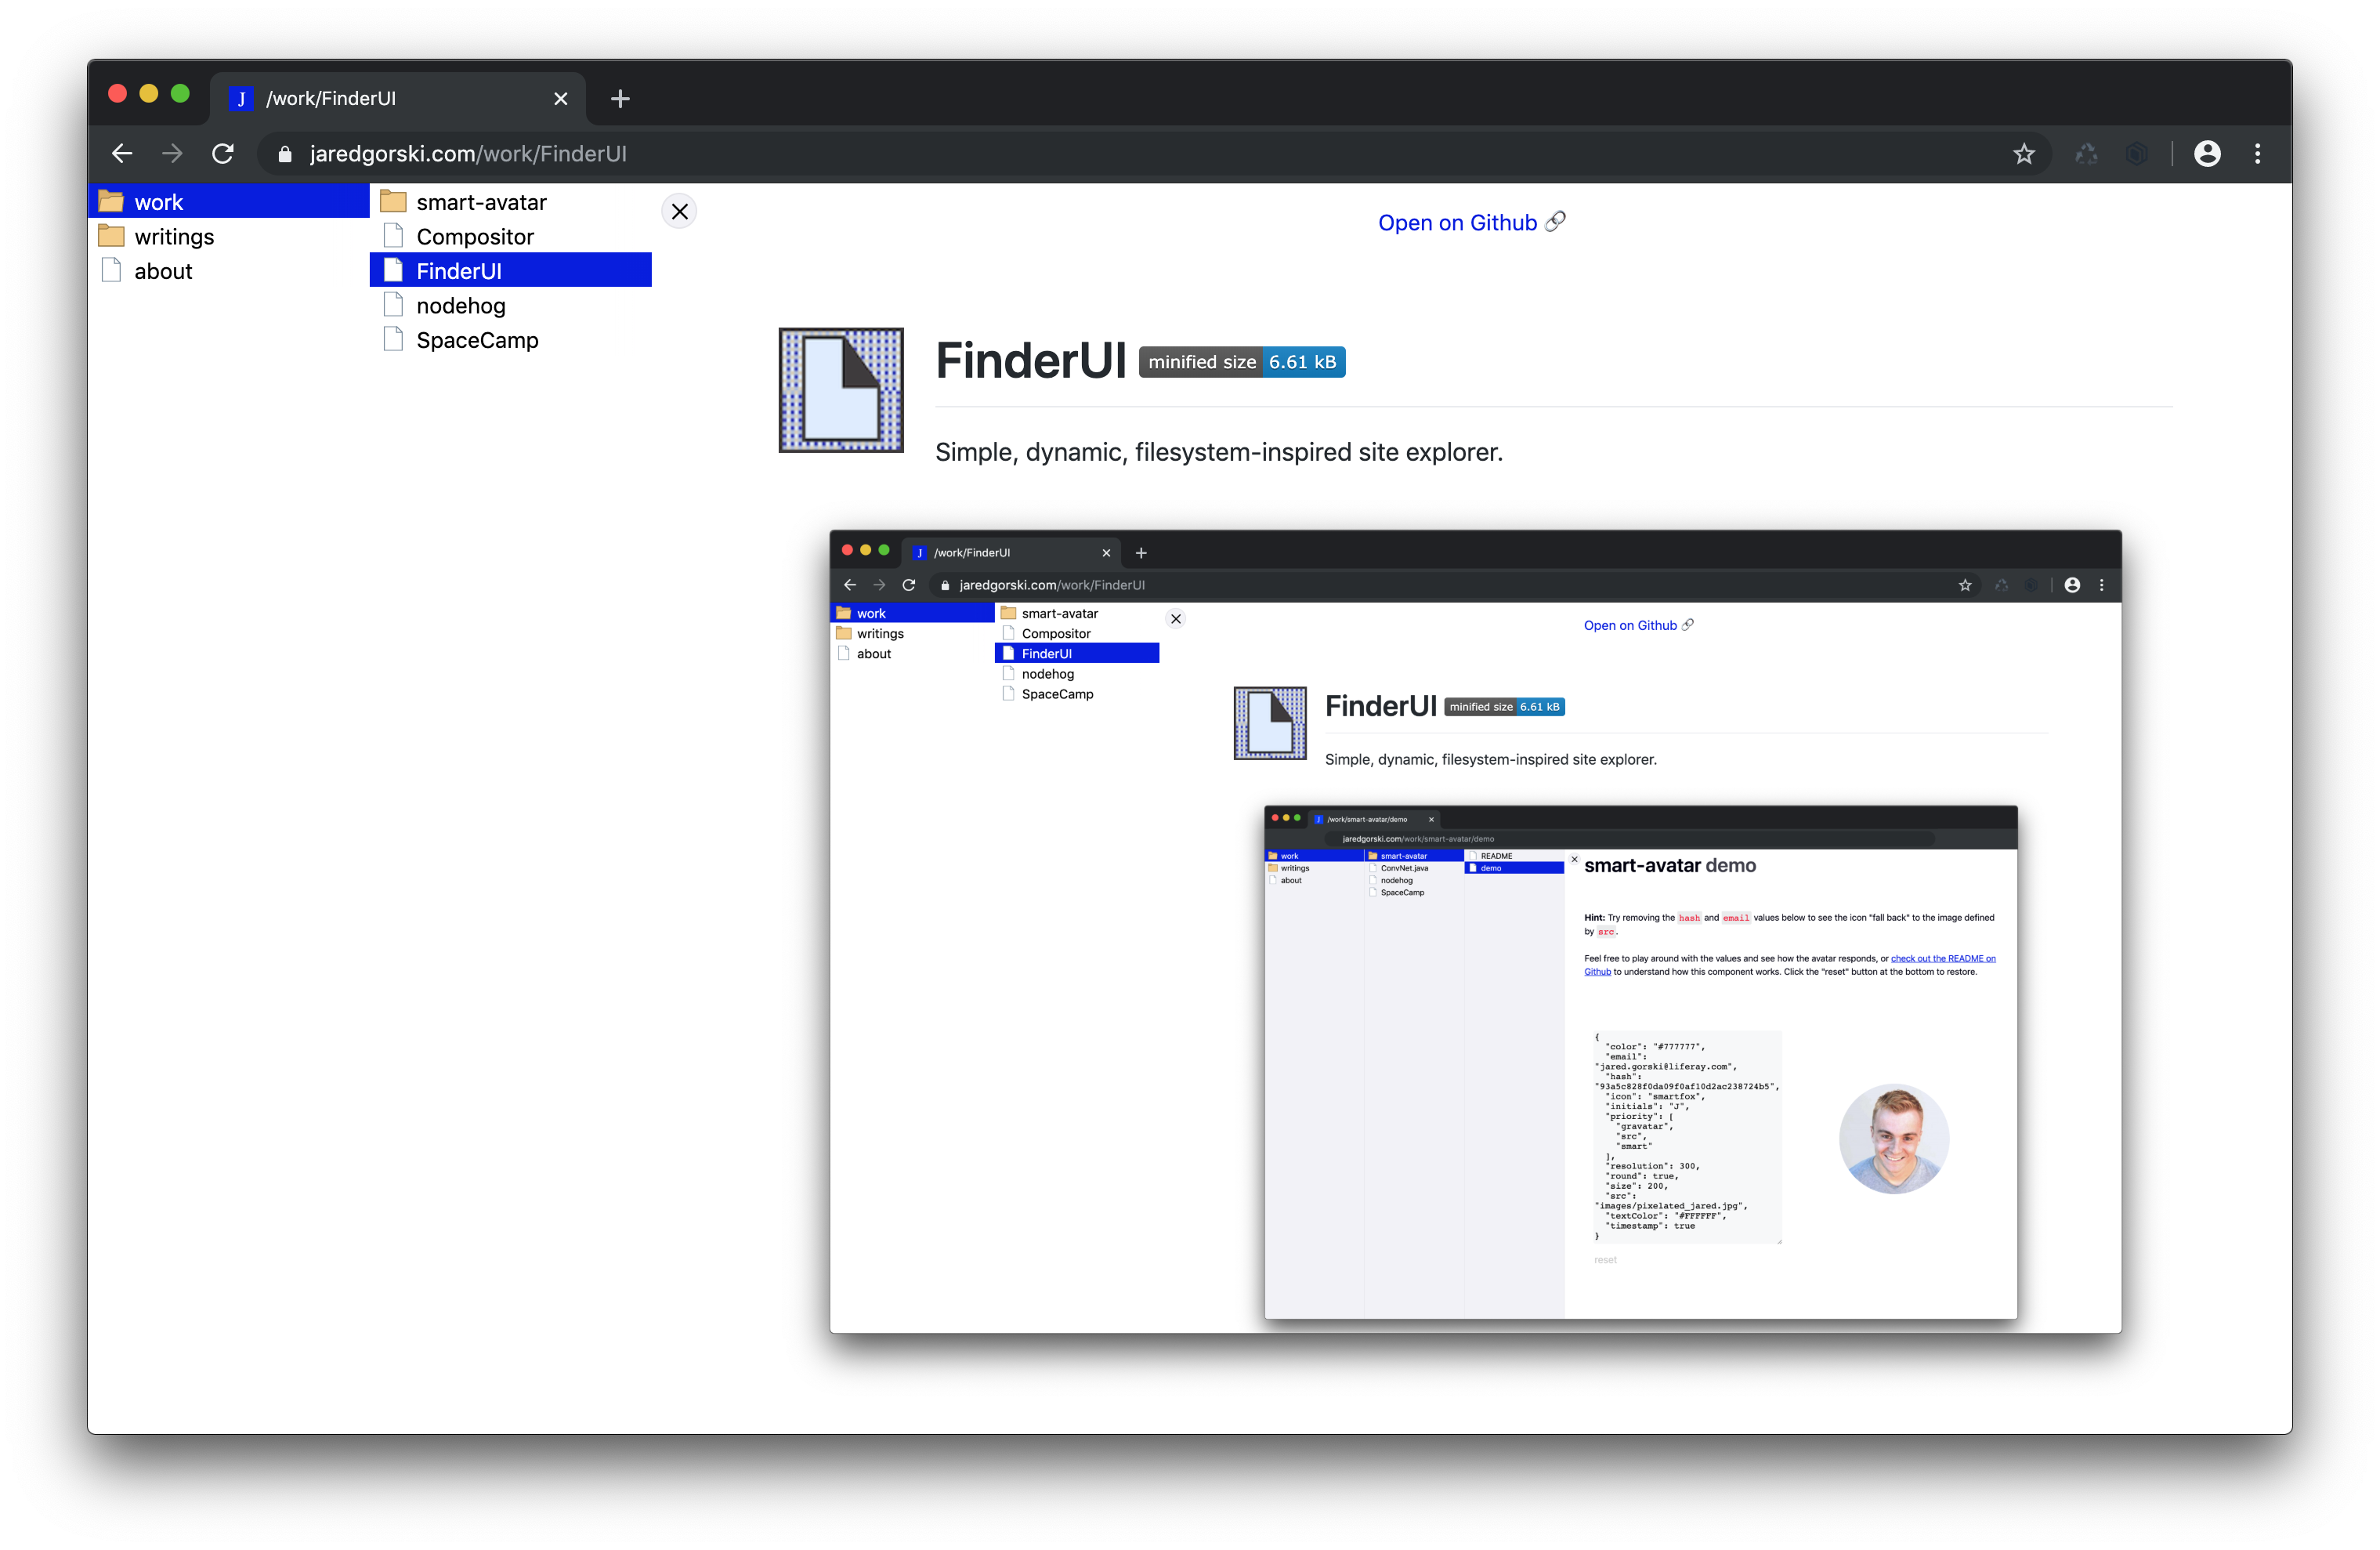 J /work/FinderUI
jaredgorski.com/work/FinderUI
work
writings
about
smart-avatar
Compositor
FinderUI
nodehog
SpaceCamp
Open on Github
FinderUI minified size 6.61 kB
Simple, dynamic, filesystem-inspired site explorer.
J /work/FinderUI
jaredgorski.com/work/FinderUI
work
writings
about
smart-avatar
Compositor
FinderUI
nodehog
SpaceCamp
Open on Github
FinderUI minified size 6.61 kB
Simple, dynamic, filesystem-inspired site explorer.
J /work/smart-avatar/demo
jaredgorski.com/work/smart-avatar/demo
work
writings
about
smart-avatar
ConvNet.java
nodehog
SpaceCamp
README
demo
smart-avatar demo
Hint: Try removing the hash and email values below to see the icon "fall back" to the image defined
by src.
Feel free to play around with the values and see how the avatar responds, or check out the README on
Github to understand how this component works. Click the "reset" button at the bottom to restore.
{
"color": "#777777",
"email":
"jared.gorski@liferay.com",
"hash":
"93a5c828f0da09f0af10d2ac238724b5",
"icon": "smartfox",
"initials": "J",
"priority": [
"gravatar",
"src",
"smart"
],
"resolution": 300,
"round": true,
"size": 200,
"src":
"images/pixelated_jared.jpg",
"textColor": "#FFFFFF",
"timestamp": true
}
reset